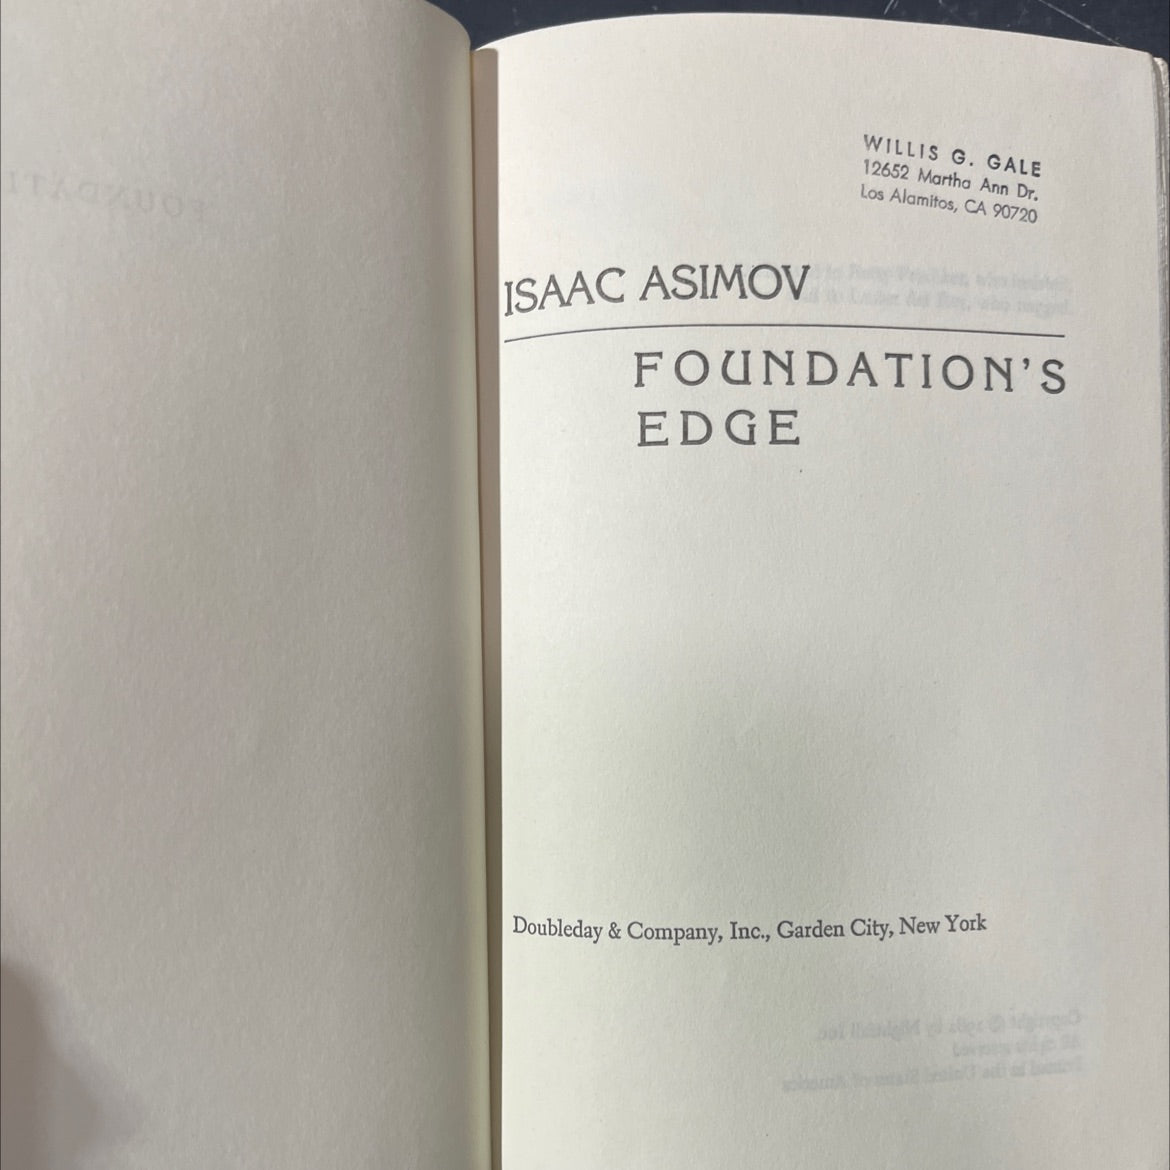 WILLIS G. GALE
12652 Martha Ann Dr.
Los Alamitos, CA 90720
ISAAC ASIMOV
FOUNDATION'S
EDGE
Doubleday & Company, Inc., Garden City, New York